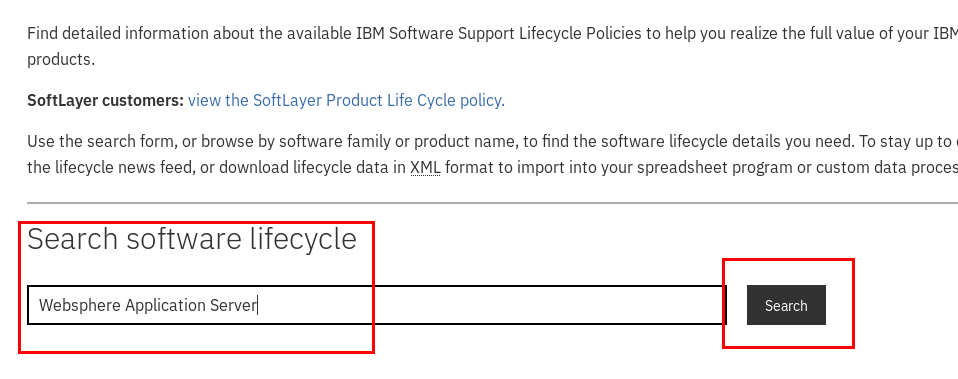 Find detailed information about the available IBM Software Support Lifecycle Policies to help you realize the full value of your IBM
products.
SoftLayer customers: view the SoftLayer Product Life Cycle policy.
Use the search form, or browse by software family or product name, to find the software lifecycle details you need. To stay up to
the lifecycle news feed, or download lifecycle data in XML format to import into your spreadsheet program or custom data proces
Search software lifecycle
Websphere Application Server
Search